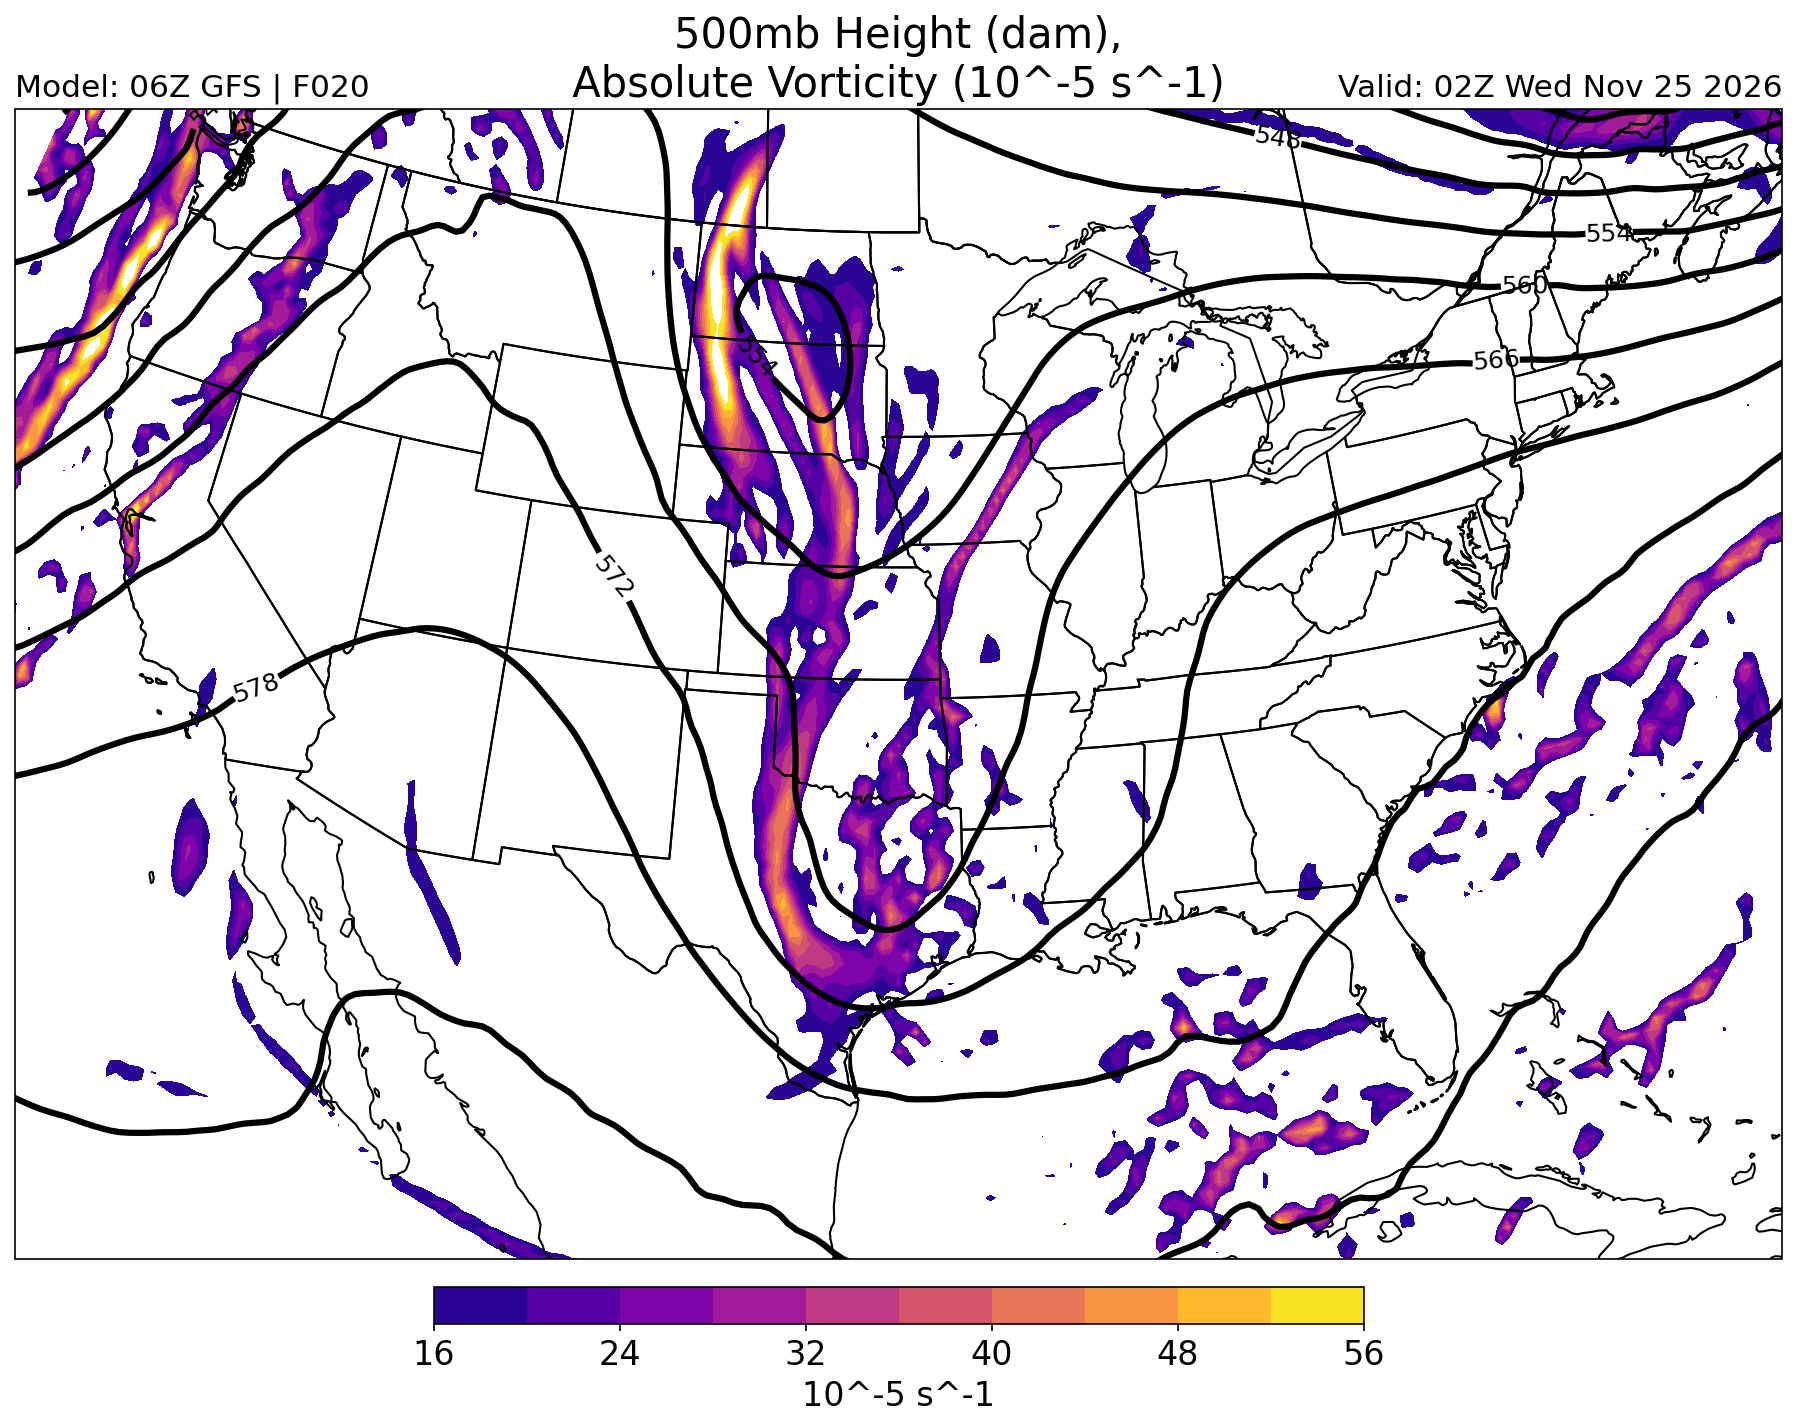 500mb Height (dam),
Model: 06Z GFS | F020
Absolute Vorticity (10^-5 s^-1)
Valid: 02Z Wed Nov 25 2026
548
554
560
566
554
572
578
16 24 32 40 48 56
10^-5 s^-1